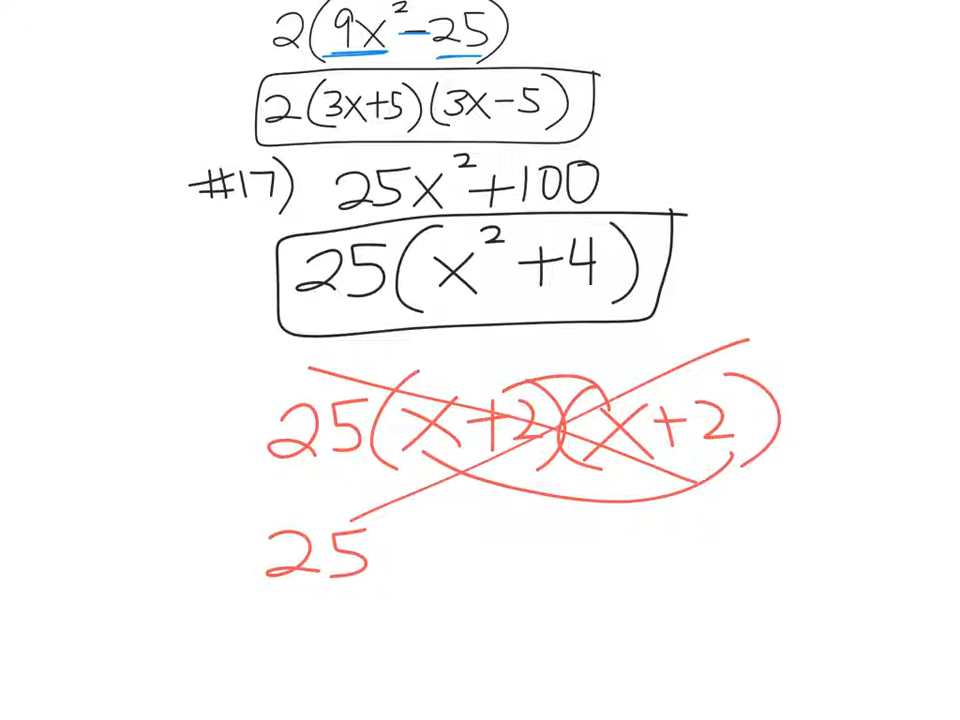 2(9x²-25)
2(3x+5)(3x-5)
#17) 25x²+100
25(x²+4)
25(x+2)(x+2)
25